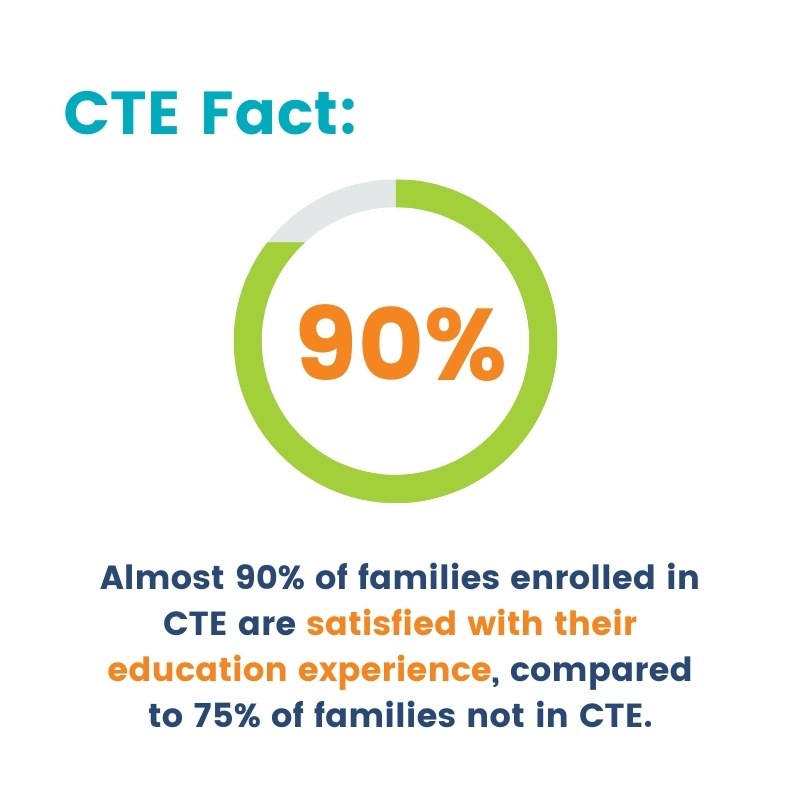 CTE Fact:
90%
Almost 90% of families enrolled in
CTE are satisfied with their
education experience, compared
to 75% of families not in CTE.